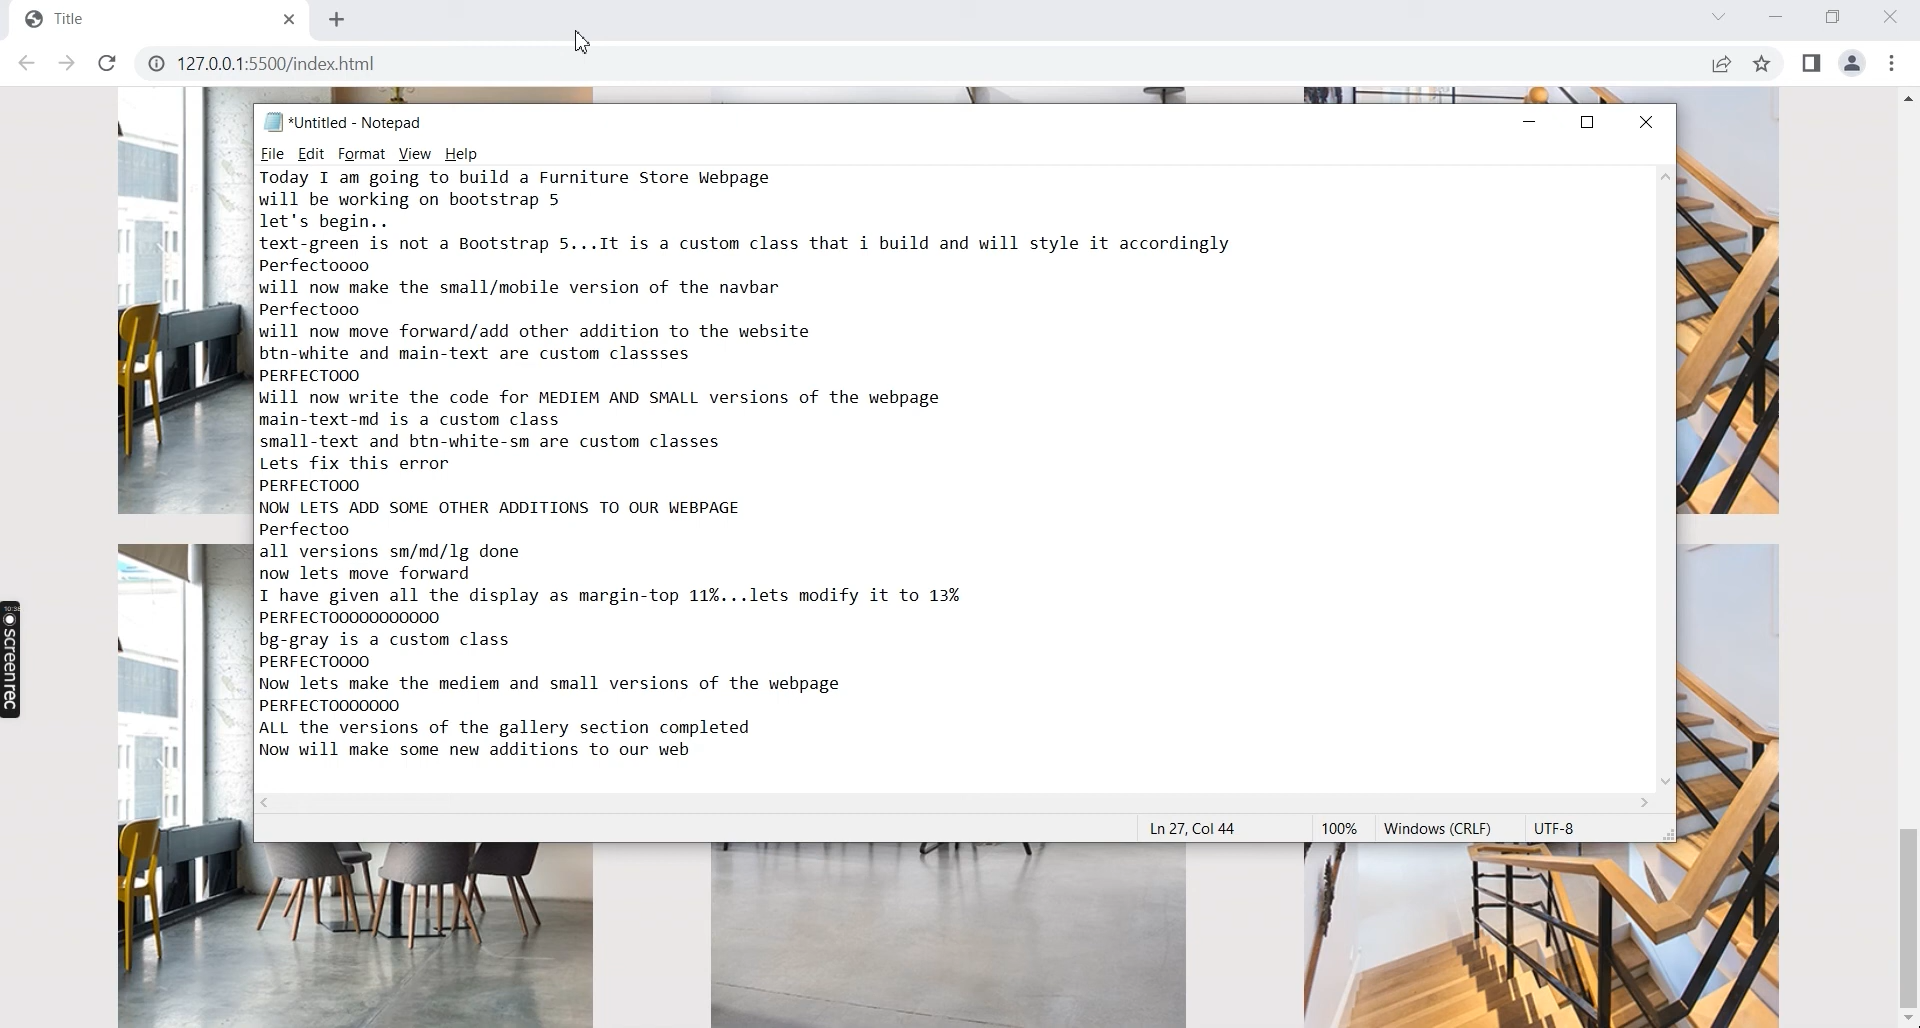 Title
127.0.0.1:5500/index.html
*Untitled - Notepad
File Edit Format View Help
Today I am going to build a Furniture Store Webpage
will be working on bootstrap 5
let's begin..
text-green is not a Bootstrap 5...It is a custom class that i build and will style it accordingly
Perfectoooo
will now make the small/mobile version of the navbar
Perfectooo
will now move forward/add other addition to the website
btn-white and main-text are custom classses
PERFECTOOO
Will now write the code for MEDIEM AND SMALL versions of the webpage
main-text-md is a custom class
small-text and btn-white-sm are custom classes
Lets fix this error
PERFECTOOO
NOW LETS ADD SOME OTHER ADDITIONS TO OUR WEBPAGE
Perfectoo
all versions sm/md/lg done
now lets move forward
I have given all the display as margin-top 11%...lets modify it to 13%
PERFECTOOOOOOOOOOO
bg-gray is a custom class
PERFECTOOOO
Now lets make the mediem and small versions of the webpage
PERFECTOOOOOOO
ALL the versions of the gallery section completed
Now will make some new additions to our web
Ln 27, Col 44
100%
Windows (CRLF)
UTF-8
screenrec